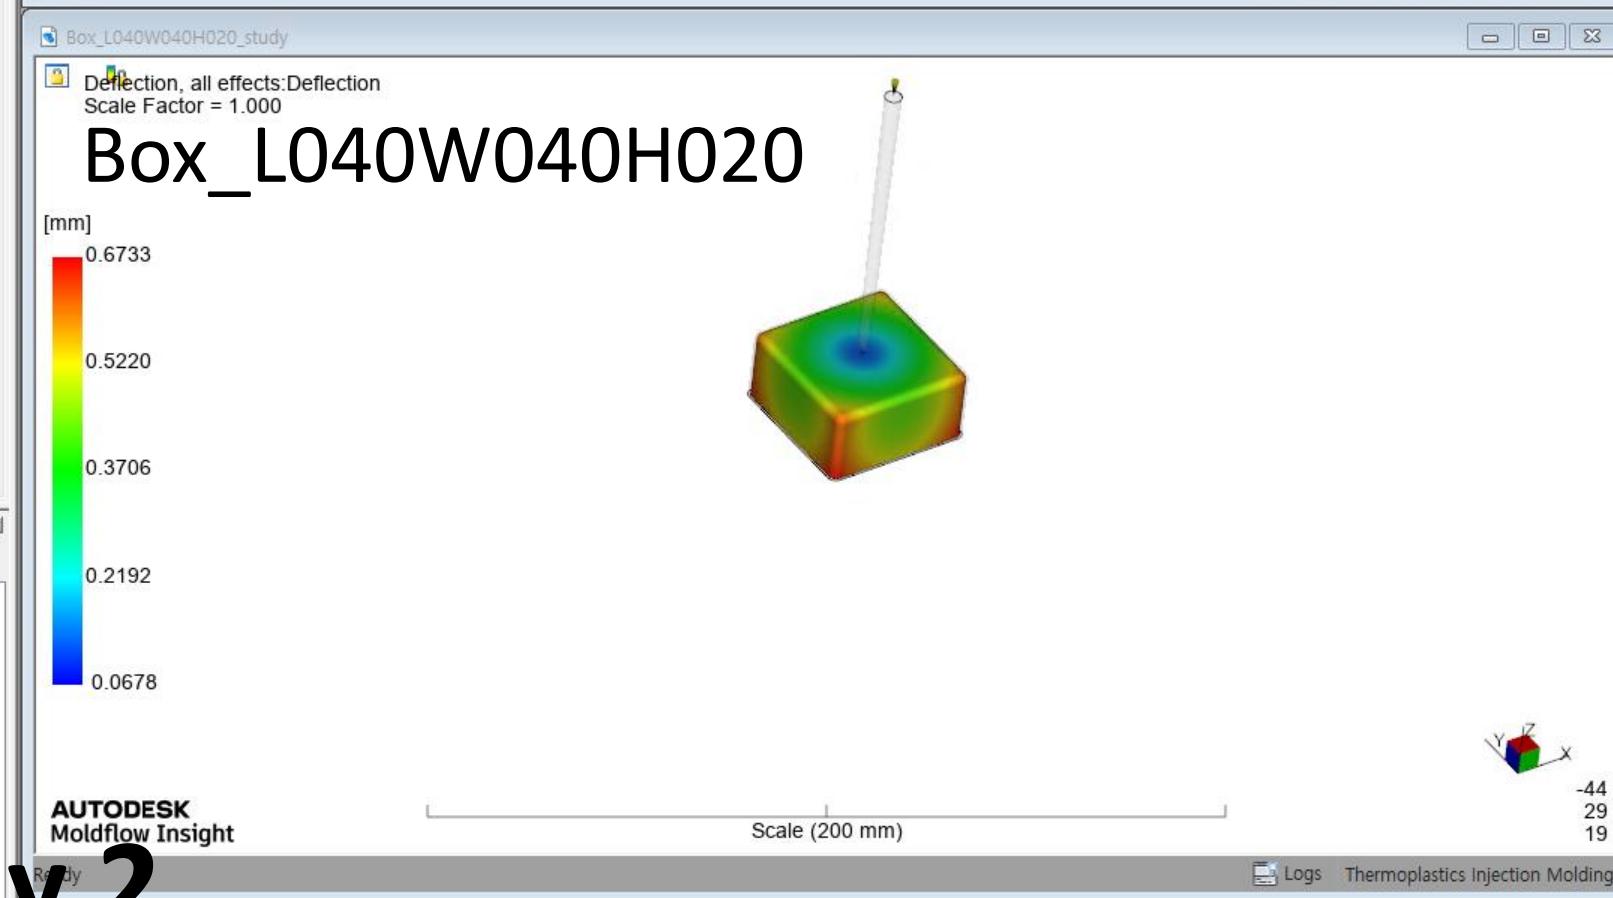 Box_L040W040H020_study
Deflection, all effects:Deflection
Scale Factor = 1.000
Box_L040W040H020
[mm]
0.6733
0.5220
0.3706
0.2192
0.0678
Z
Y
X
-44
29
19
AUTODESK
Moldflow Insight
Scale (200 mm)
Logs
Thermoplastics Injection Molding